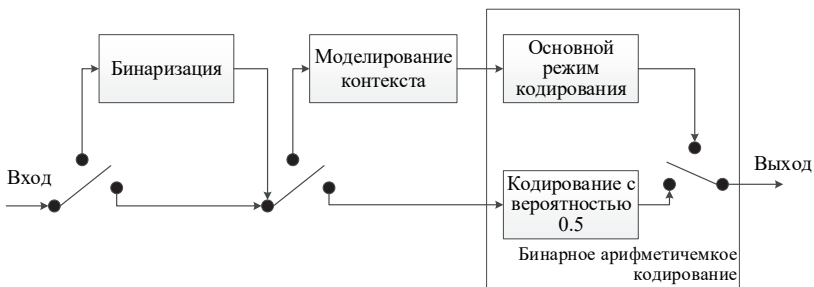 Бинаризация
Моделирование
контекста
Основной
режим
кодирования
Вход
Выход
Кодирование с
вероятностью
0.5
Бинарное арифметичемкое
кодирование